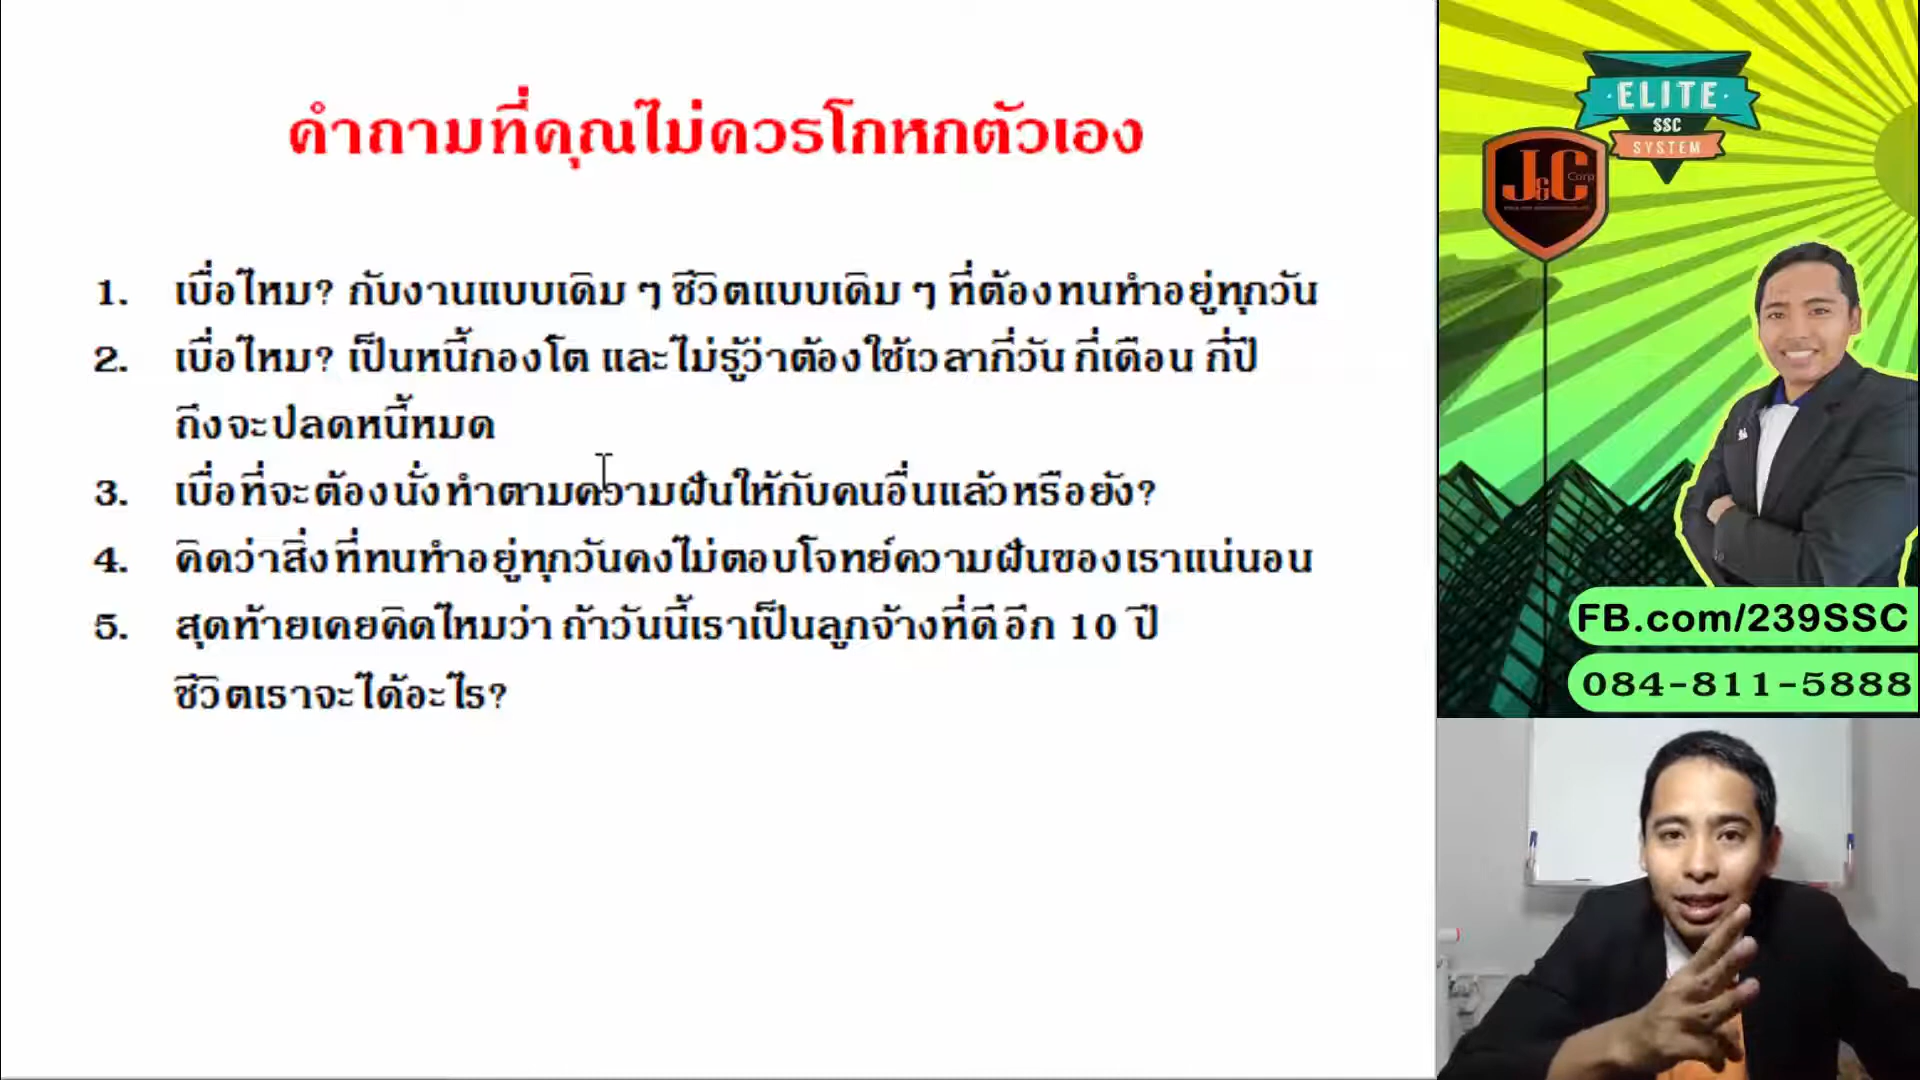 คำถามที่คุณไม่ควรโกหกตัวเอง
1. เบื่อไหม? กับงานแบบเดิม ๆ ชีวิตแบบเดิม ๆ ที่ต้องทนทำอยู่ทุกวัน
2. เบื่อไหม? เป็นหนี้กองโต และไม่รู้ว่าต้องใช้เวลากี่วัน กี่เดือน กี่ปี
ถึงจะปลดหนี้หมด
3. เบื่อที่จะต้องนั่งทำตามความฝันให้กับคนอื่นแล้วหรือยัง?
4. คิดว่าสิ่งที่ทนทำอยู่ทุกวันคงไม่ตอบโจทย์ความฝันของเราแน่นอน
5. สุดท้ายเคยคิดไหมว่า ถ้าวันนี้เราเป็นลูกจ้างที่ดีอีก 10 ปี
ชีวิตเราจะได้อะไร?
ELITE
SSC
SYSTEM
J&C
Corp
FB.com/239SSC
084-811-5888